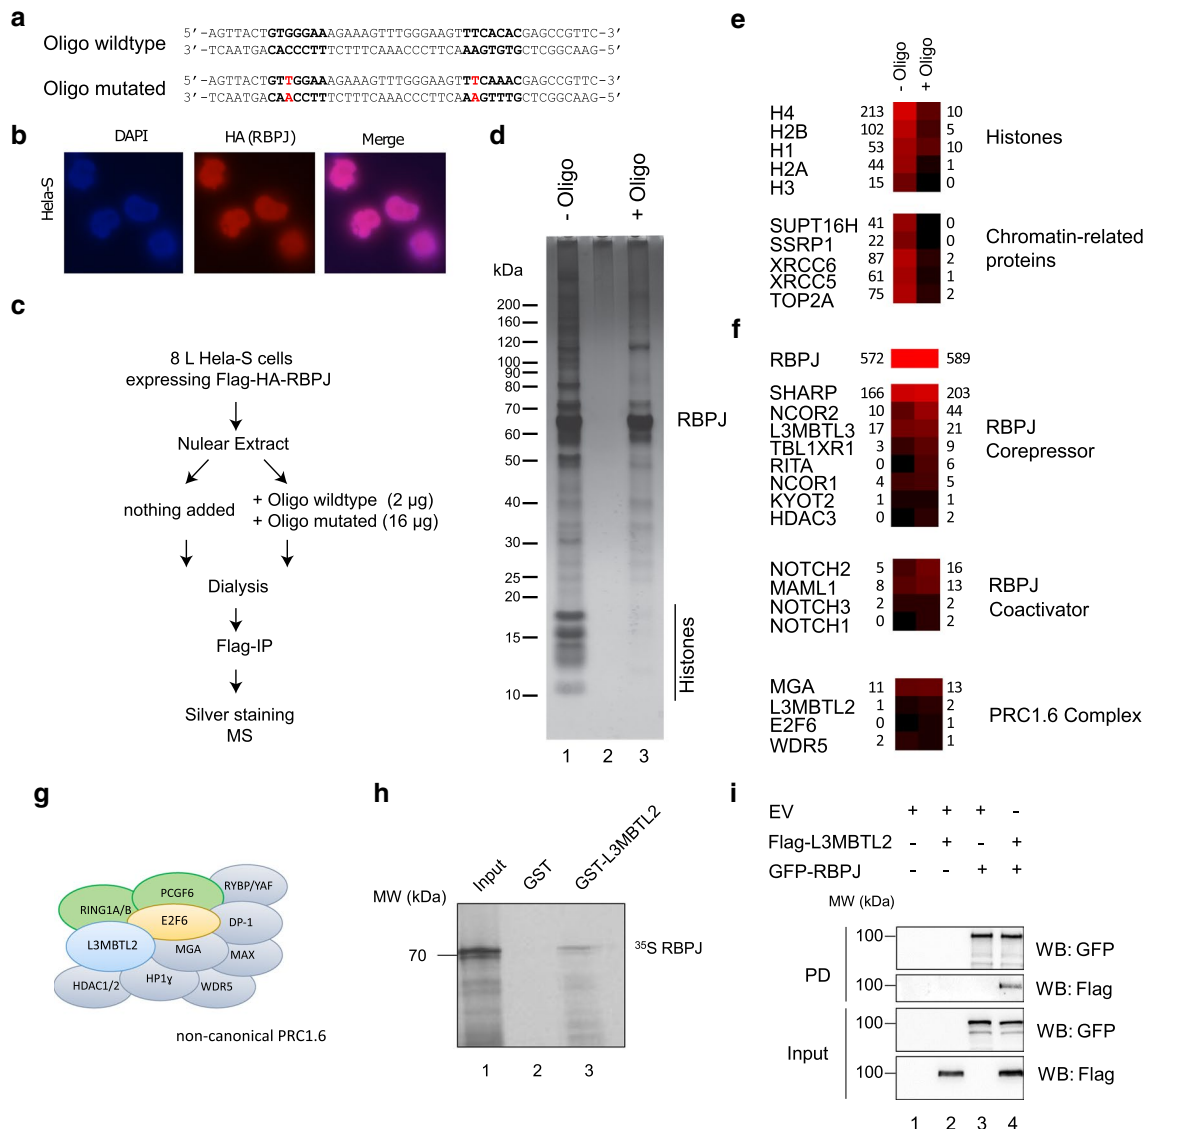 a
Oligo wildtype
5’-AGTTACTGTGGGAAAGAAAGTTTGGGAAGTTTCACACGAGCCGTTC-3’
3’-TCAATGACACCCTTTCTTTCAAACCCTTCAAAGTGTGCTCGGCAAG-5’
Oligo mutated
5’-AGTTACTGTTGGAAAGAAAGTTTGGGAAGTTTCAAACGAGCCGTTC-3’
3’-TCAATGACAACCTTTCTTTCAAACCCTTCAAAGTTTGCTCGGCAAG-5’
b
DAPI
HA (RBPJ)
Merge
Hela-S
c
8 L Hela-S cells
expressing Flag-HA-RBPJ
Nulear Extract
nothing added
+ Oligo wildtype (2 µg)
+ Oligo mutated (16 µg)
Dialysis
Flag-IP
Silver staining
MS
d
- Oligo
+ Oligo
kDa
200
160
120
100
90
80
70
60
50
40
30
25
20
15
10
RBPJ
Histones
1 2 3
e
- Oligo
+ Oligo
H4 213 10
H2B 102 5
H1 53 10
H2A 44 1
H3 15 0
Histones
SUPT16H 41 0
SSRP1 22 0
XRCC6 87 2
XRCC5 61 1
TOP2A 75 2
Chromatin-related
proteins
f
RBPJ 572 589
SHARP 166 203
NCOR2 10 44
L3MBTL3 17 21
TBL1XR1 3 9
RITA 0 6
NCOR1 4 5
KYOT2 1 1
HDAC3 0 2
RBPJ
Corepressor
NOTCH2 5 16
MAML1 8 13
NOTCH3 2 2
NOTCH1 0 2
RBPJ
Coactivator
MGA 11 13
L3MBTL2 1 2
E2F6 0 1
WDR5 2 1
PRC1.6 Complex
g
PCGF6
RYBP/YAF
RING1A/B
E2F6
DP-1
L3MBTL2
MGA
MAX
HDAC1/2
HP1ɣ
WDR5
non-canonical PRC1.6
h
Input
GST
GST-L3MBTL2
MW (kDa)
70
35S RBPJ
1 2 3
i
EV + + + -
Flag-L3MBTL2 - + - +
GFP-RBPJ - - + +
MW (kDa)
PD
100
WB: GFP
100
WB: Flag
Input
100
WB: GFP
100
WB: Flag
1 2 3 4